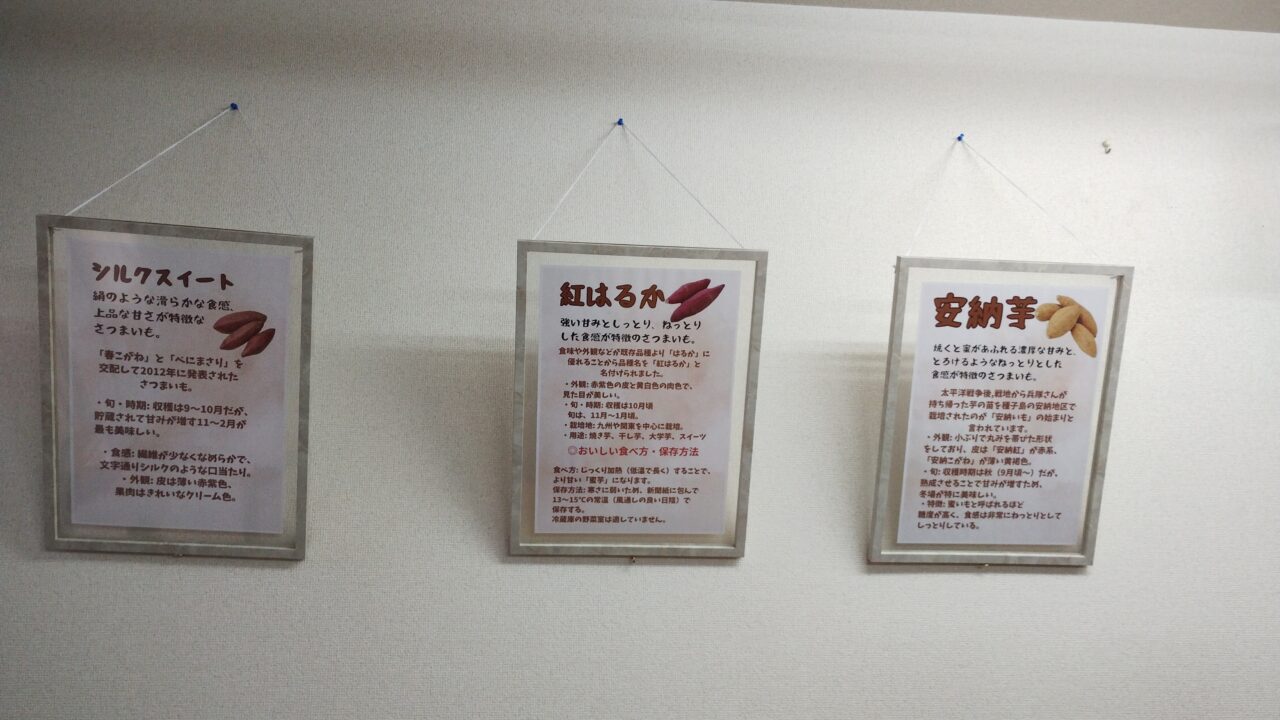 シルクスイート
絹のような滑らかな食感、
上品な甘さが特徴な
さつまいも。
「春こがね」と「べにまさり」を
交配して2012年に発表された
さつまいも。
・旬・時期: 収穫は9〜10月だが、
貯蔵されて甘みが増す11〜2月が
最も美味しい。
・食感: 繊維が少なくなめらかで、
文字通りシルクのような口当たり。
・外観: 皮は薄い赤紫色、
果肉はきれいなクリーム色。
紅はるか
強い甘みとしっとり、ねっとり
した食感が特徴のさつまいも。
食味や外観などが既存品種より「はるか」に
優れることから品種名を「紅はるか」と
名付けられました。
・外観: 赤紫色の皮と黄白色の肉色で、
見た目が美しい。
・旬・時期: 収穫は10月頃
旬は、11月〜1月頃。
・栽培地: 九州や関東を中心に栽培。
・用途: 焼き芋、干し芋、大学芋、スイーツ
◎おいしい食べ方・保存方法
食べ方: じっくり加熱（低温で長く）することで、
より甘い「蜜芋」になります。
保存方法: 寒さに弱いため、新聞紙に包んで
13〜15℃の常温（風通しの良い日陰）で
保存する。
冷蔵庫の野菜室は適していません。
安納芋
焼くと蜜があふれる濃厚な甘みと、
とろけるようなねっとりとした
食感が特徴のさつまいも。
太平洋戦争後,戦地から兵隊さんが
持ち帰った芋の苗を種子島の安納地区で
栽培されたのが「安納いも」の始まりと
言われています。
・外観: 小ぶりで丸みを帯びた形状
をしており、皮は「安納紅」が赤系、
「安納こがね」が薄い黄褐色。
・旬: 収穫時期は秋（9月頃〜）だが、
熟成させることで甘みが増すため、
冬場が特に美味しい。
・特徴: 蜜いもと呼ばれるほど
糖度が高く、食感は非常にねっとりとして
しっとりしている。